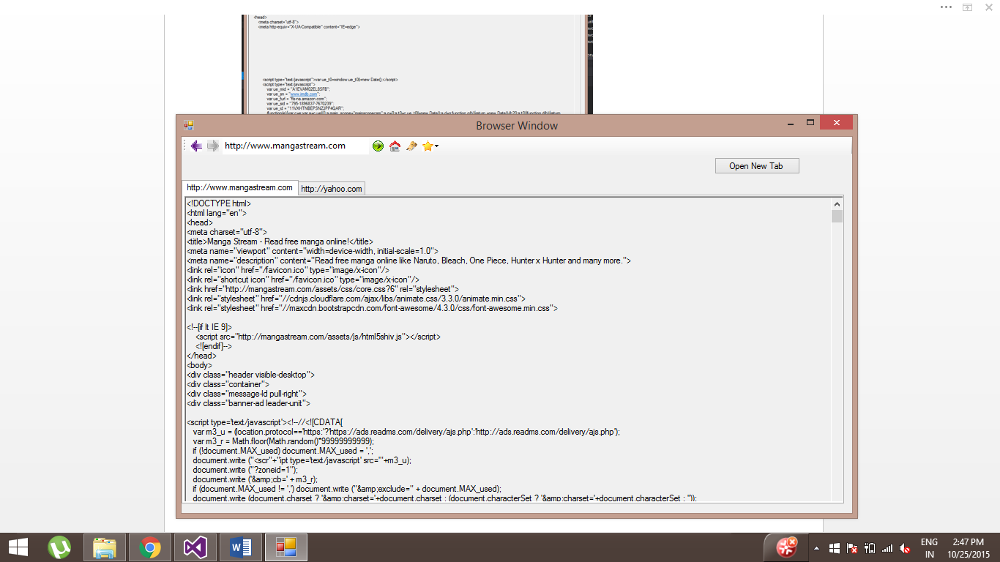 <head>
<meta charset="utf-8">
<meta http-equiv="X-UA-Compatible" content="IE=edge">
<script type="text/javascript">var ue_t0=window.ue_t0||+new Date();</script>
<script type="text/javascript">
var ue_mid = "A1EVAM02EL8SFB";
var ue_sn = "www.imdb.com";
var ue_furl = "fls-na.amazon.com";
var ue_sid = "795-1896837-7670239";
var ue_id = "11VXHTNBEPSNZJPP4QAR";
Browser Window
http://www.mangastream.com
Open New Tab
http://www.mangastream.com
http://yahoo.com
<!DOCTYPE html>
<html lang="en">
<head>
<meta charset="utf-8">
<title>Manga Stream - Read free manga online!</title>
<meta name="viewport" content="width=device-width, initial-scale=1.0">
<meta name="description" content="Read free manga online like Naruto, Bleach, One Piece, Hunter x Hunter and many more.">
<link rel="icon" href="/favicon.ico" type="image/x-icon"/>
<link rel="shortcut icon" href="/favicon.ico" type="image/x-icon"/>
<link href="http://mangastream.com/assets/css/core.css?6" rel="stylesheet">
<link rel="stylesheet" href="//cdnjs.cloudflare.com/ajax/libs/animate.css/3.3.0/animate.min.css">
<link rel="stylesheet" href="//maxcdn.bootstrapcdn.com/font-awesome/4.3.0/css/font-awesome.min.css">
<!--[if lt IE 9]>
<script src="http://mangastream.com/assets/js/html5shiv.js"></script>
<![endif]-->
</head>
<body>
<div class="header visible-desktop">
<div class="container">
<div class="message-ld pull-right">
<div class="banner-ad leader-unit">
<script type='text/javascript'><!--//<![CDATA[
var m3_u = (location.protocol=='https:'?'https://ads.readms.com/delivery/ajs.php':'http://ads.readms.com/delivery/ajs.php');
var m3_r = Math.floor(Math.random()*99999999999);
if (!document.MAX_used) document.MAX_used = ',';
document.write ("<scr"+"ipt type='text/javascript' src='"+m3_u);
document.write ("?zoneid=1");
document.write ('&amp;cb=' + m3_r);
if (document.MAX_used != ',') document.write ("&amp;exclude=" + document.MAX_used);
document.write (document.charset ? '&amp;charset='+document.charset : (document.characterSet ? '&amp;charset='+document.characterSet : ''));
ENG
IN
2:47 PM
10/25/2015